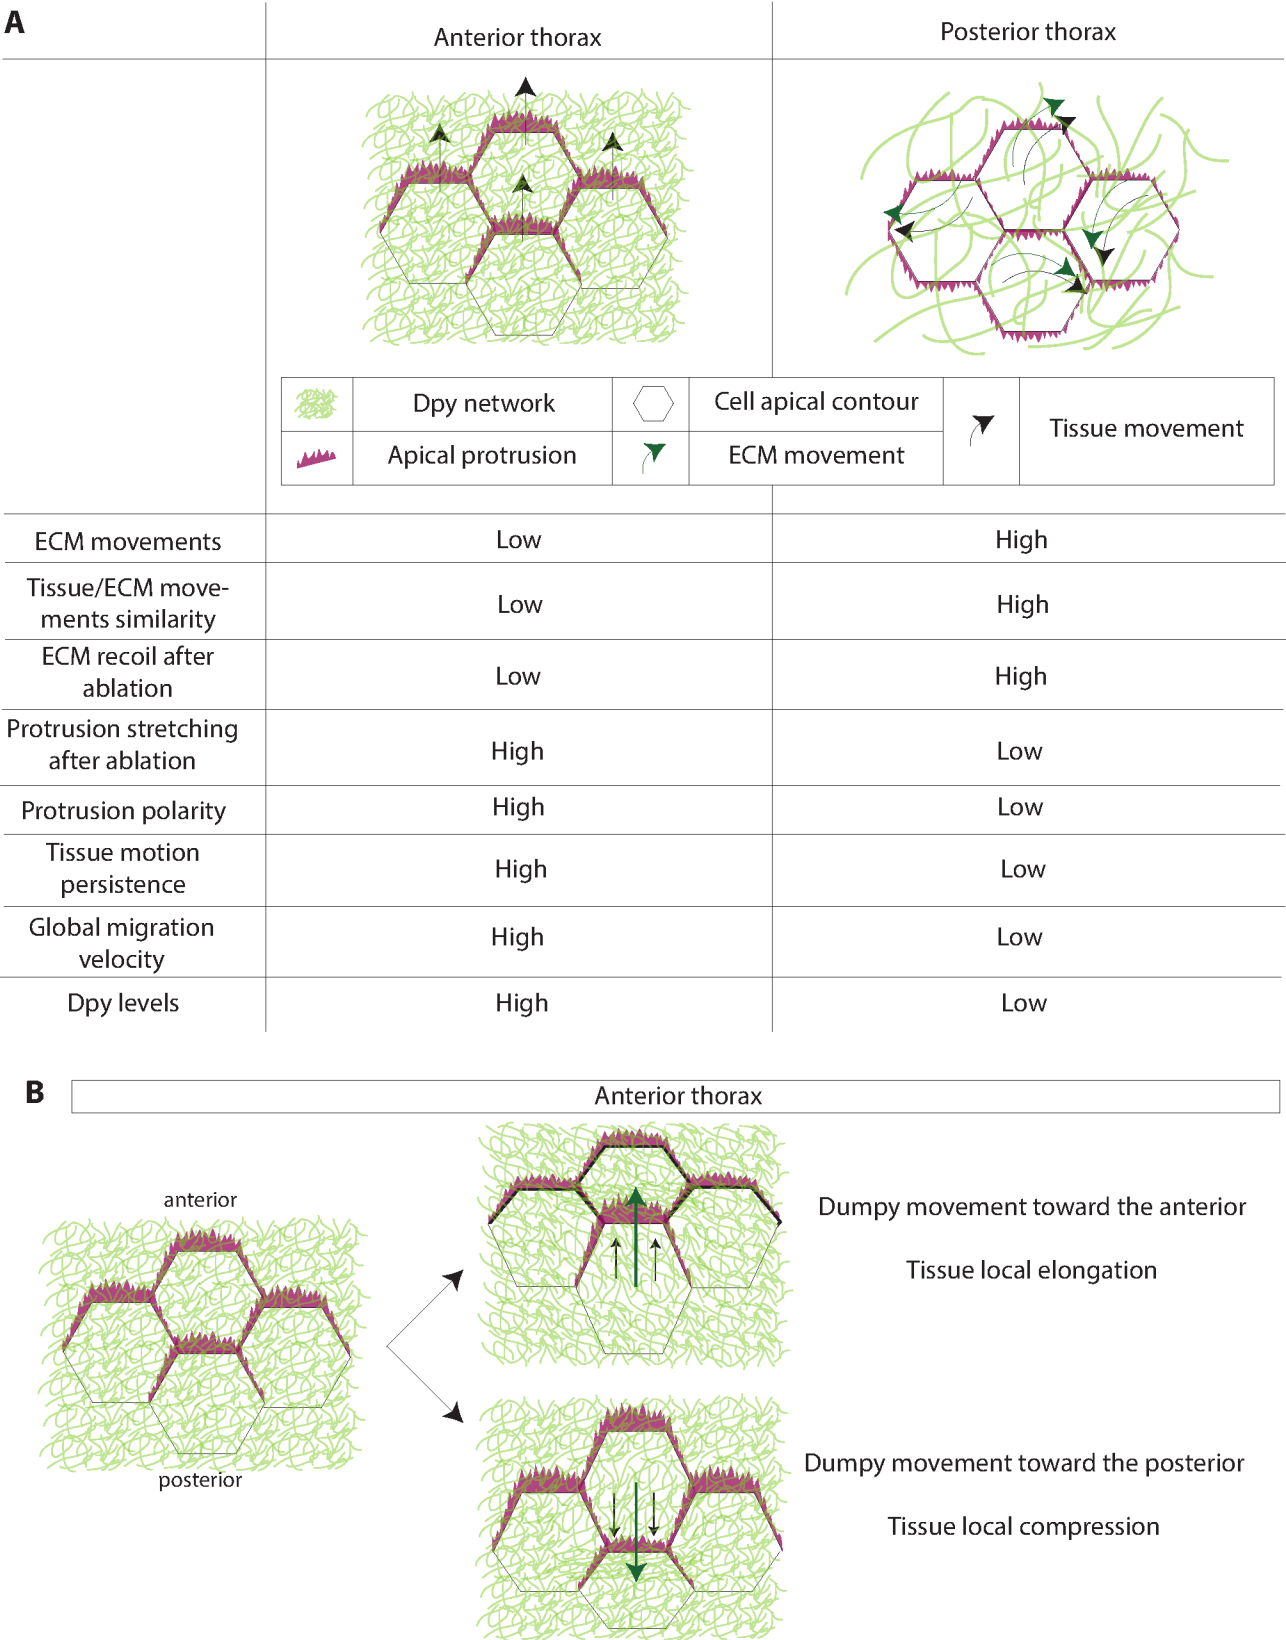 A
Anterior thorax
Posterior thorax
Dpy network
Cell apical contour
Tissue movement
Apical protrusion
ECM movement
ECM movements
Low
High
Tissue/ECM move-
ments similarity
Low
High
ECM recoil after
ablation
Low
High
Protrusion stretching
after ablation
High
Low
Protrusion polarity
High
Low
Tissue motion
persistence
High
Low
Global migration
velocity
High
Low
Dpy levels
High
Low
B
Anterior thorax
anterior
posterior
Dumpy movement toward the anterior
Tissue local elongation
Dumpy movement toward the posterior
Tissue local compression